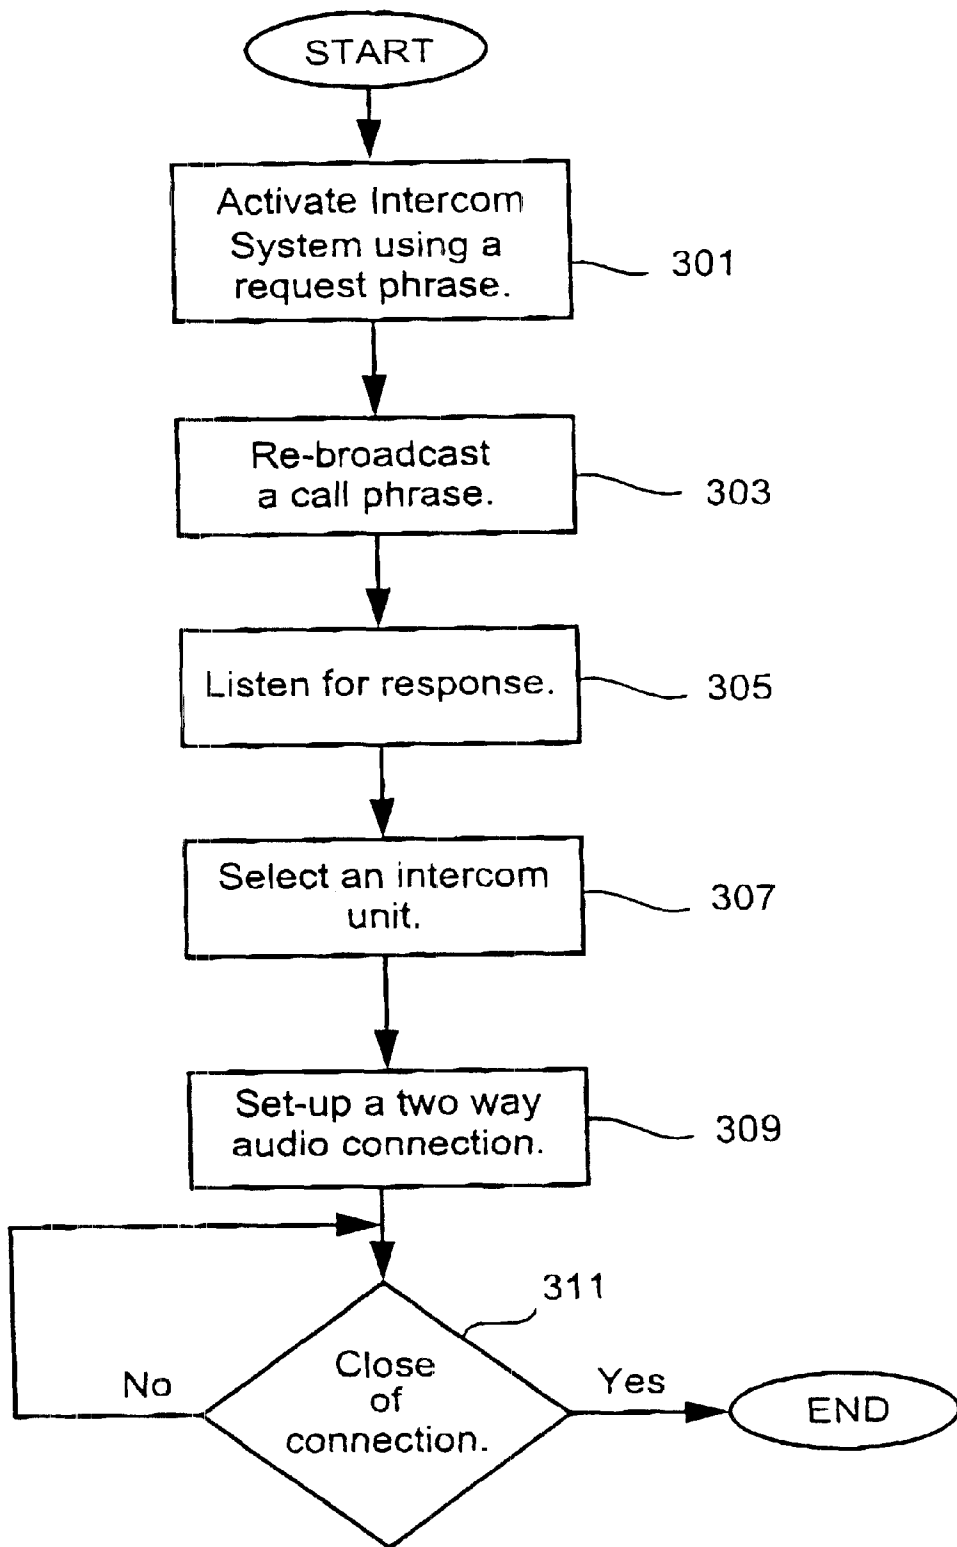 START
Activate Intercom
System using a
request phrase.
301
Re-broadcast
a call phrase.
303
Listen for response.
305
Select an intercom
unit.
307
Set-up a two way
audio connection.
309
311
Close
of
connection.
No
Yes
END